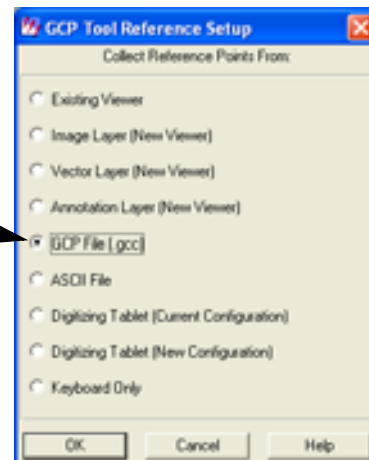 GCP Tool Reference Setup
Collect Reference Points From:
Existing Viewer
Image Layer (New Viewer)
Vector Layer (New Viewer)
Annotation Layer (New Viewer)
GCP File (.gcc)
ASCII File
Digitizing Tablet (Current Configuration)
Digitizing Tablet (New Configuration)
Keyboard Only
OK Cancel Help